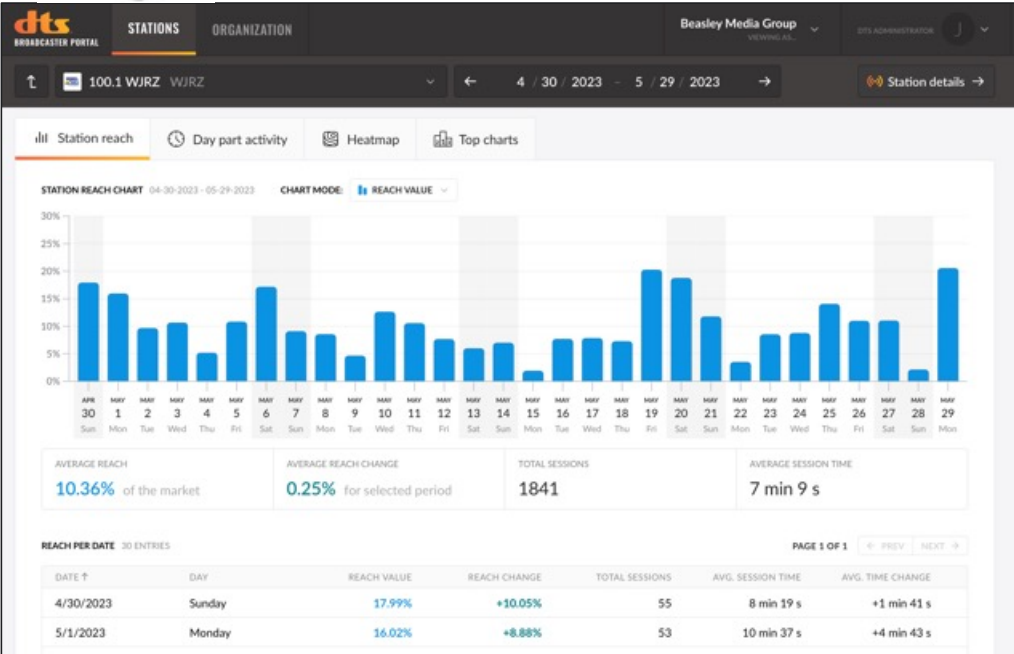 dts
BROADCASTER PORTAL
STATIONS
ORGANIZATION
Beasley Media Group
VIEWING AS...
DTS ADMINISTRATOR
J
100.1 WJRZ WJRZ
← 4 / 30 / 2023 – 5 / 29 / 2023 →
Station details →
Station reach
Day part activity
Heatmap
Top charts
STATION REACH CHART 04-30-2023 - 05-29-2023 CHART MODE: REACH VALUE
30%
25%
20%
15%
10%
5%
0%
APR MAY MAY MAY MAY MAY MAY MAY MAY MAY MAY MAY MAY MAY MAY MAY MAY MAY MAY MAY MAY MAY MAY MAY MAY MAY MAY MAY MAY MAY
30 1 2 3 4 5 6 7 8 9 10 11 12 13 14 15 16 17 18 19 20 21 22 23 24 25 26 27 28 29
Sun Mon Tue Wed Thu Fri Sat Sun Mon Tue Wed Thu Fri Sat Sun Mon Tue Wed Thu Fri Sat Sun Mon Tue Wed Thu Fri Sat Sun Mon
AVERAGE REACH
10.36% of the market
AVERAGE REACH CHANGE
0.25% for selected period
TOTAL SESSIONS
1841
AVERAGE SESSION TIME
7 min 9 s
REACH PER DATE 30 ENTRIES
PAGE 1 OF 1 ← PREV NEXT →
DATE ↑ DAY REACH VALUE REACH CHANGE TOTAL SESSIONS AVG. SESSION TIME AVG. TIME CHANGE
4/30/2023 Sunday 17.99% +10.05% 55 8 min 19 s +1 min 41 s
5/1/2023 Monday 16.02% +8.88% 53 10 min 37 s +4 min 43 s